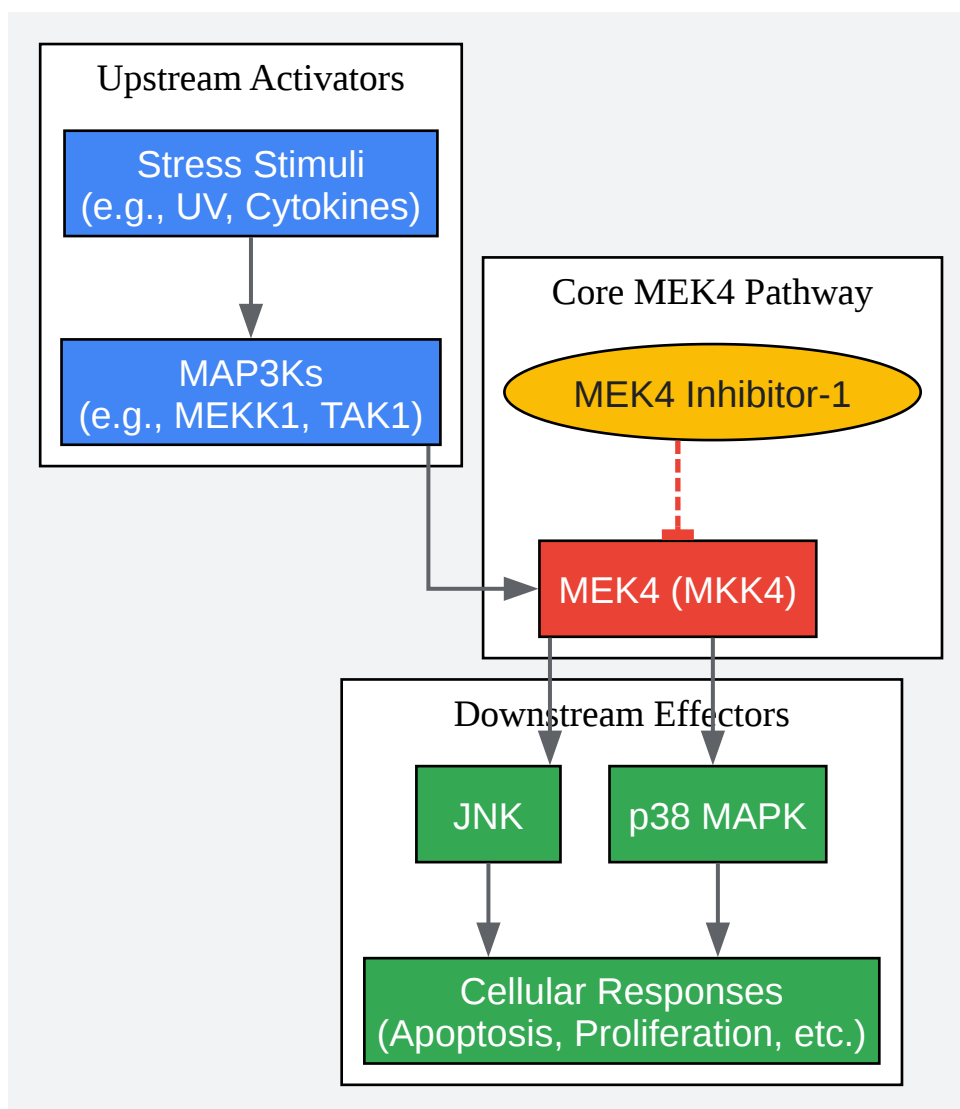 Upstream Activators
Stress Stimuli
(e.g., UV, Cytokines)
MAP3Ks
(e.g., MEKK1, TAK1)
Core MEK4 Pathway
MEK4 Inhibitor-1
MEK4 (MKK4)
Downstream Effectors
JNK
p38 MAPK
Cellular Responses
(Apoptosis, Proliferation, etc.)